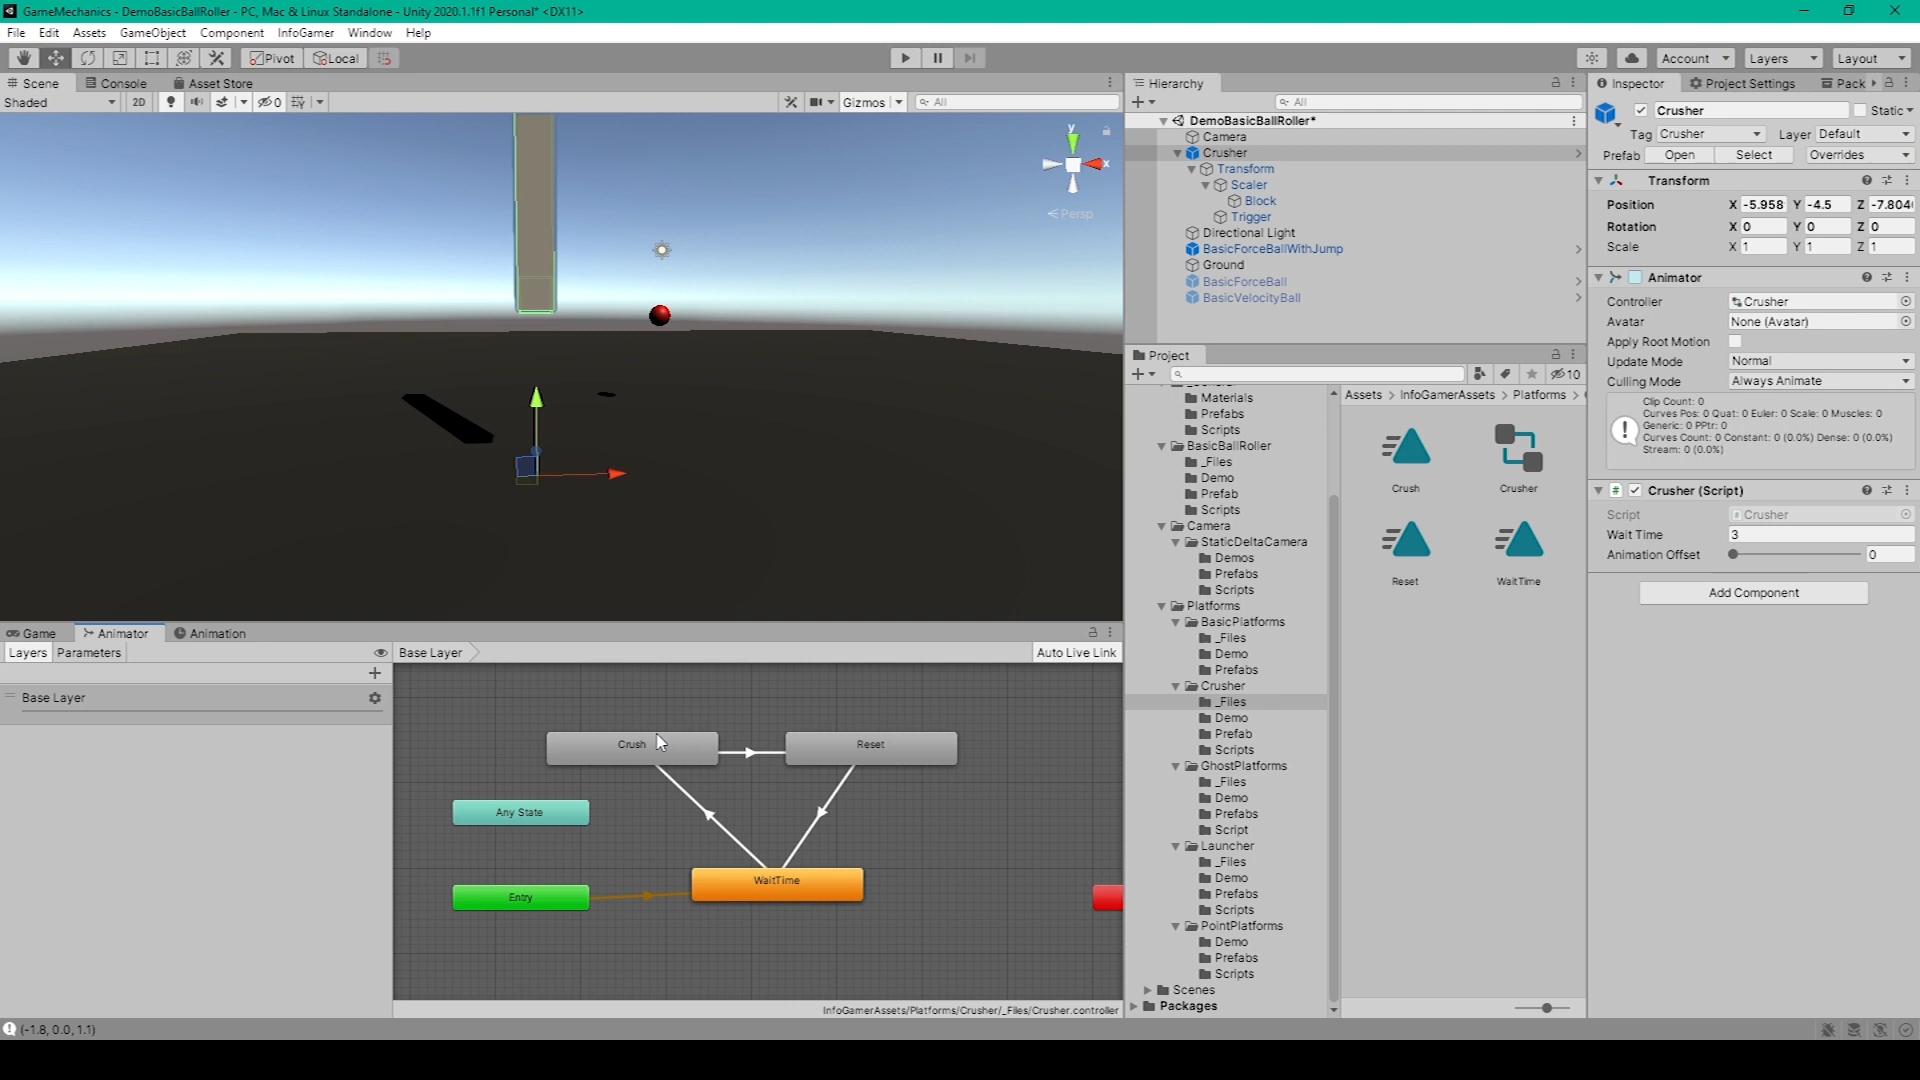 GameMechanics - DemoBasicBallRoller - PC, Mac & Linux Standalone - Unity 2020.1.1f1 Personal* <DX11>
File Edit Assets GameObject Component InfoGamer Window Help
Pivot Local Account Layers Layout
Scene Console Asset Store
Shaded 2D 0 Gizmos All
y
x
Persp
Hierarchy
All
DemoBasicBallRoller*
Camera
Crusher
Transform
Scaler
Block
Trigger
Directional Light
BasicForceBallWithJump
Ground
BasicForceBall
BasicVelocityBall
Project
10
Materials
Prefabs
Scripts
BasicBallRoller
_Files
Demo
Prefab
Scripts
Camera
StaticDeltaCamera
Demos
Prefabs
Scripts
Platforms
BasicPlatforms
_Files
Demo
Prefabs
Crusher
_Files
Demo
Prefab
Scripts
GhostPlatforms
_Files
Demo
Prefabs
Script
Launcher
_Files
Demo
Prefabs
Scripts
PointPlatforms
Demo
Prefabs
Scripts
Scenes
Packages
Assets > InfoGamerAssets > Platforms >
Crush
Crusher
Reset
WaitTime
Inspector Project Settings Pack
Crusher Static
Tag Crusher Layer Default
Prefab Open Select Overrides
Transform
Position X -5.958 Y -4.5 Z -7.804
Rotation X 0 Y 0 Z 0
Scale X 1 Y 1 Z 1
Animator
Controller Crusher
Avatar None (Avatar)
Apply Root Motion
Update Mode Normal
Culling Mode Always Animate
Clip Count: 0
Curves Pos: 0 Quat: 0 Euler: 0 Scale: 0 Muscles: 0
Generic: 0 PPtr: 0
Curves Count: 0 Constant: 0 (0.0%) Dense: 0 (0.0%)
Stream: 0 (0.0%)
Crusher (Script)
Script Crusher
Wait Time 3
Animation Offset 0
Add Component
Game Animator Animation
Layers Parameters
Base Layer Auto Live Link
Base Layer
Crush
Reset
Any State
WaitTime
Entry
InfoGamerAssets/Platforms/Crusher/_Files/Crusher.controller
(-1.8, 0.0, 1.1)